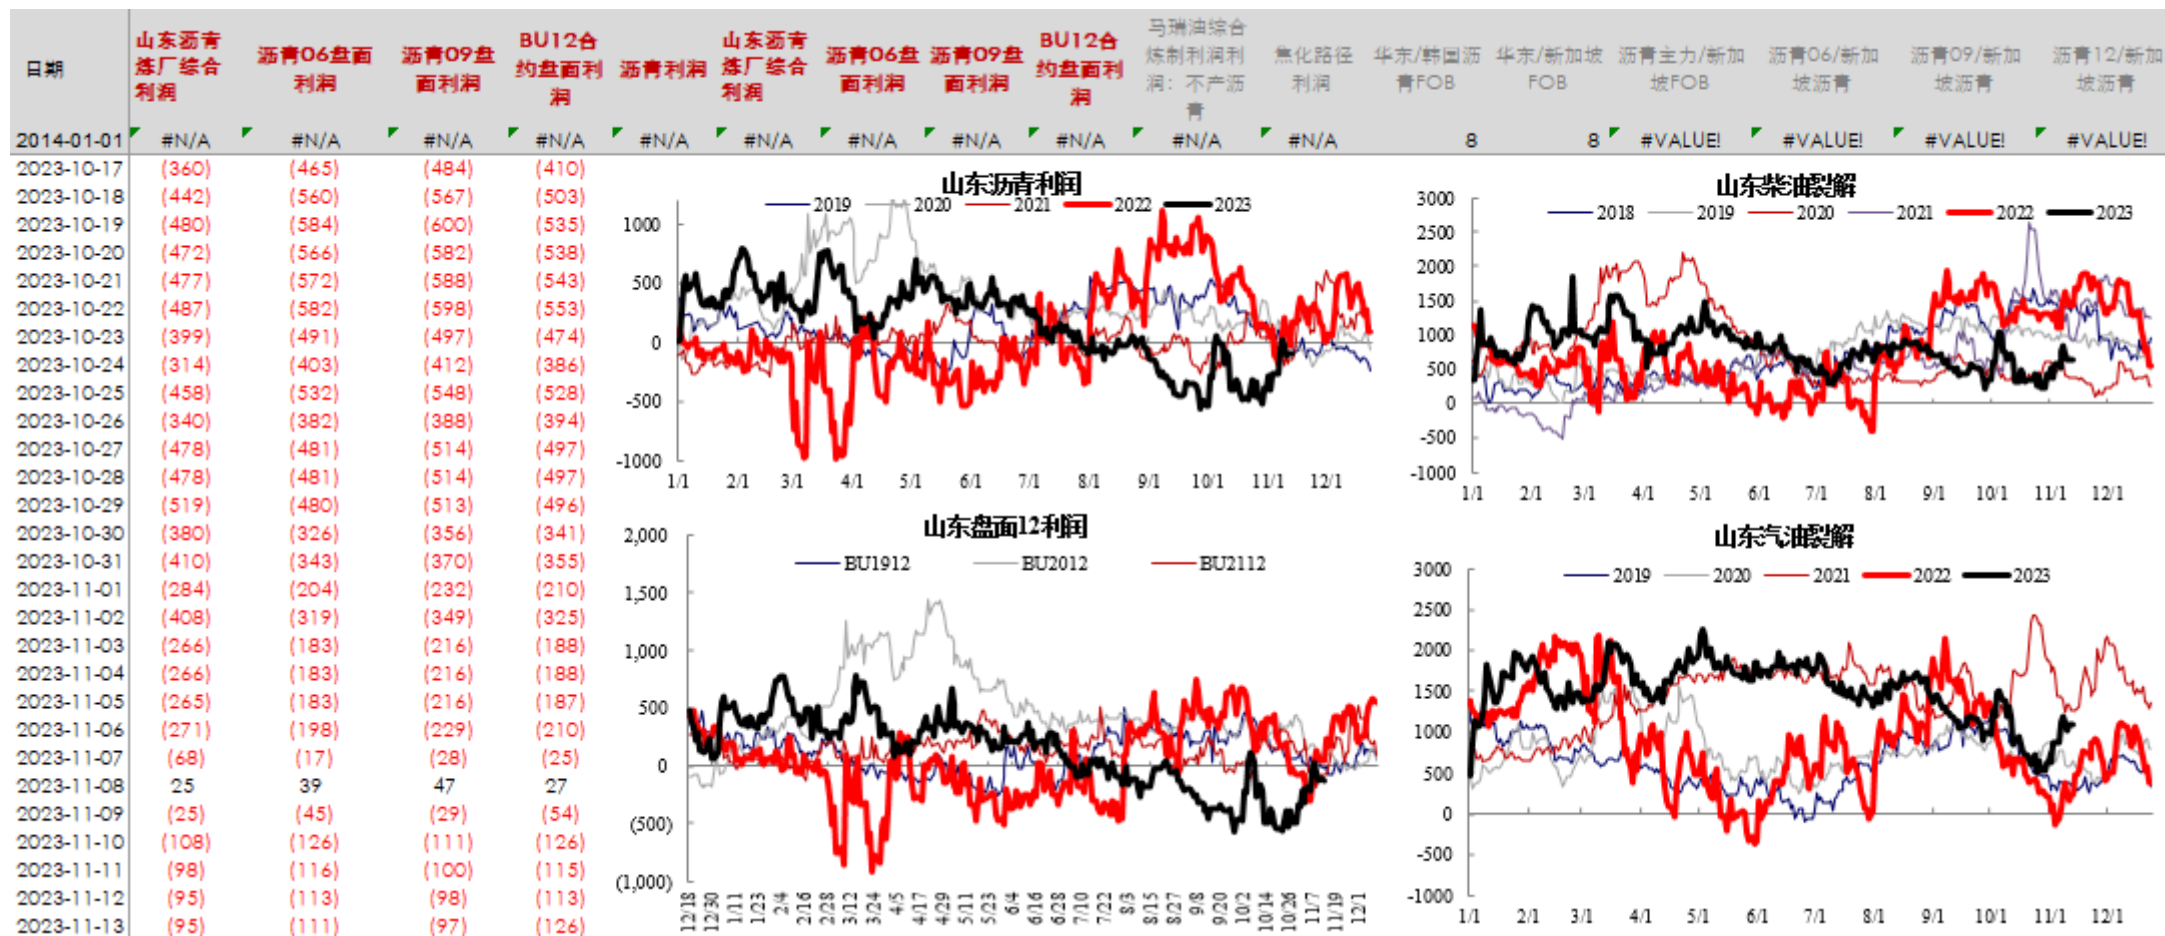 日期 山东沥青炼厂综合利润 沥青06盘面利润 沥青09盘面利润 BU12合约盘面利润 沥青利润 山东沥青炼厂综合利润 沥青06盘面利润 沥青09盘面利润 BU12合约盘面利润 马瑞油综合炼制利润利润：不产沥青 焦化路径利润 华东/韩国沥青FOB 华东/新加坡FOB 沥青主力/新加坡FOB 沥青06/新加坡沥青 沥青09/新加坡沥青 沥青12/新加坡沥青
2014-01-01 #N/A #N/A #N/A #N/A #N/A #N/A #N/A #N/A #N/A #N/A #N/A 8 8 #VALUE! #VALUE! #VALUE! #VALUE!
2023-10-17 (360) (465) (484) (410)
2023-10-18 (442) (560) (567) (503)
2023-10-19 (480) (584) (600) (535)
2023-10-20 (472) (566) (582) (538)
2023-10-21 (477) (572) (588) (543)
2023-10-22 (487) (582) (598) (553)
2023-10-23 (399) (491) (497) (474)
2023-10-24 (314) (403) (412) (386)
2023-10-25 (458) (532) (548) (528)
2023-10-26 (340) (382) (388) (394)
2023-10-27 (478) (481) (514) (497)
2023-10-28 (478) (481) (514) (497)
2023-10-29 (519) (480) (513) (496)
2023-10-30 (380) (326) (356) (341)
2023-10-31 (410) (343) (370) (355)
2023-11-01 (284) (204) (232) (210)
2023-11-02 (408) (319) (349) (325)
2023-11-03 (266) (183) (216) (188)
2023-11-04 (266) (183) (216) (188)
2023-11-05 (265) (183) (216) (187)
2023-11-06 (271) (198) (229) (210)
2023-11-07 (68) (17) (28) (25)
2023-11-08 25 39 47 27
2023-11-09 (25) (45) (29) (54)
2023-11-10 (108) (126) (111) (126)
2023-11-11 (98) (116) (100) (115)
2023-11-12 (95) (113) (98) (113)
2023-11-13 (95) (111) (97) (126)
山东沥青利润
2019 2020 2021 2022 2023
1000
500
0
-500
-1000
1/1 2/1 3/1 4/1 5/1 6/1 7/1 8/1 9/1 10/1 11/1 12/1
山东柴油裂解
2018 2019 2020 2021 2022 2023
3000
2500
2000
1500
1000
500
0
-500
-1000
1/1 2/1 3/1 4/1 5/1 6/1 7/1 8/1 9/1 10/1 11/1 12/1
山东盘面12利润
BU1912 BU2012 BU2112
2,000
1,500
1,000
500
0
(500)
(1,000)
12/18 12/30 1/11 1/23 2/4 2/16 2/28 3/12 3/24 4/5 4/17 4/29 5/11 5/23 6/4 6/16 6/28 7/10 7/22 8/3 8/15 8/27 9/8 9/20 10/2 10/14 10/26 11/7 11/19 12/1
山东汽油裂解
2019 2020 2021 2022 2023
3000
2500
2000
1500
1000
500
0
-500
-1000
1/1 2/1 3/1 4/1 5/1 6/1 7/1 8/1 9/1 10/1 11/1 12/1